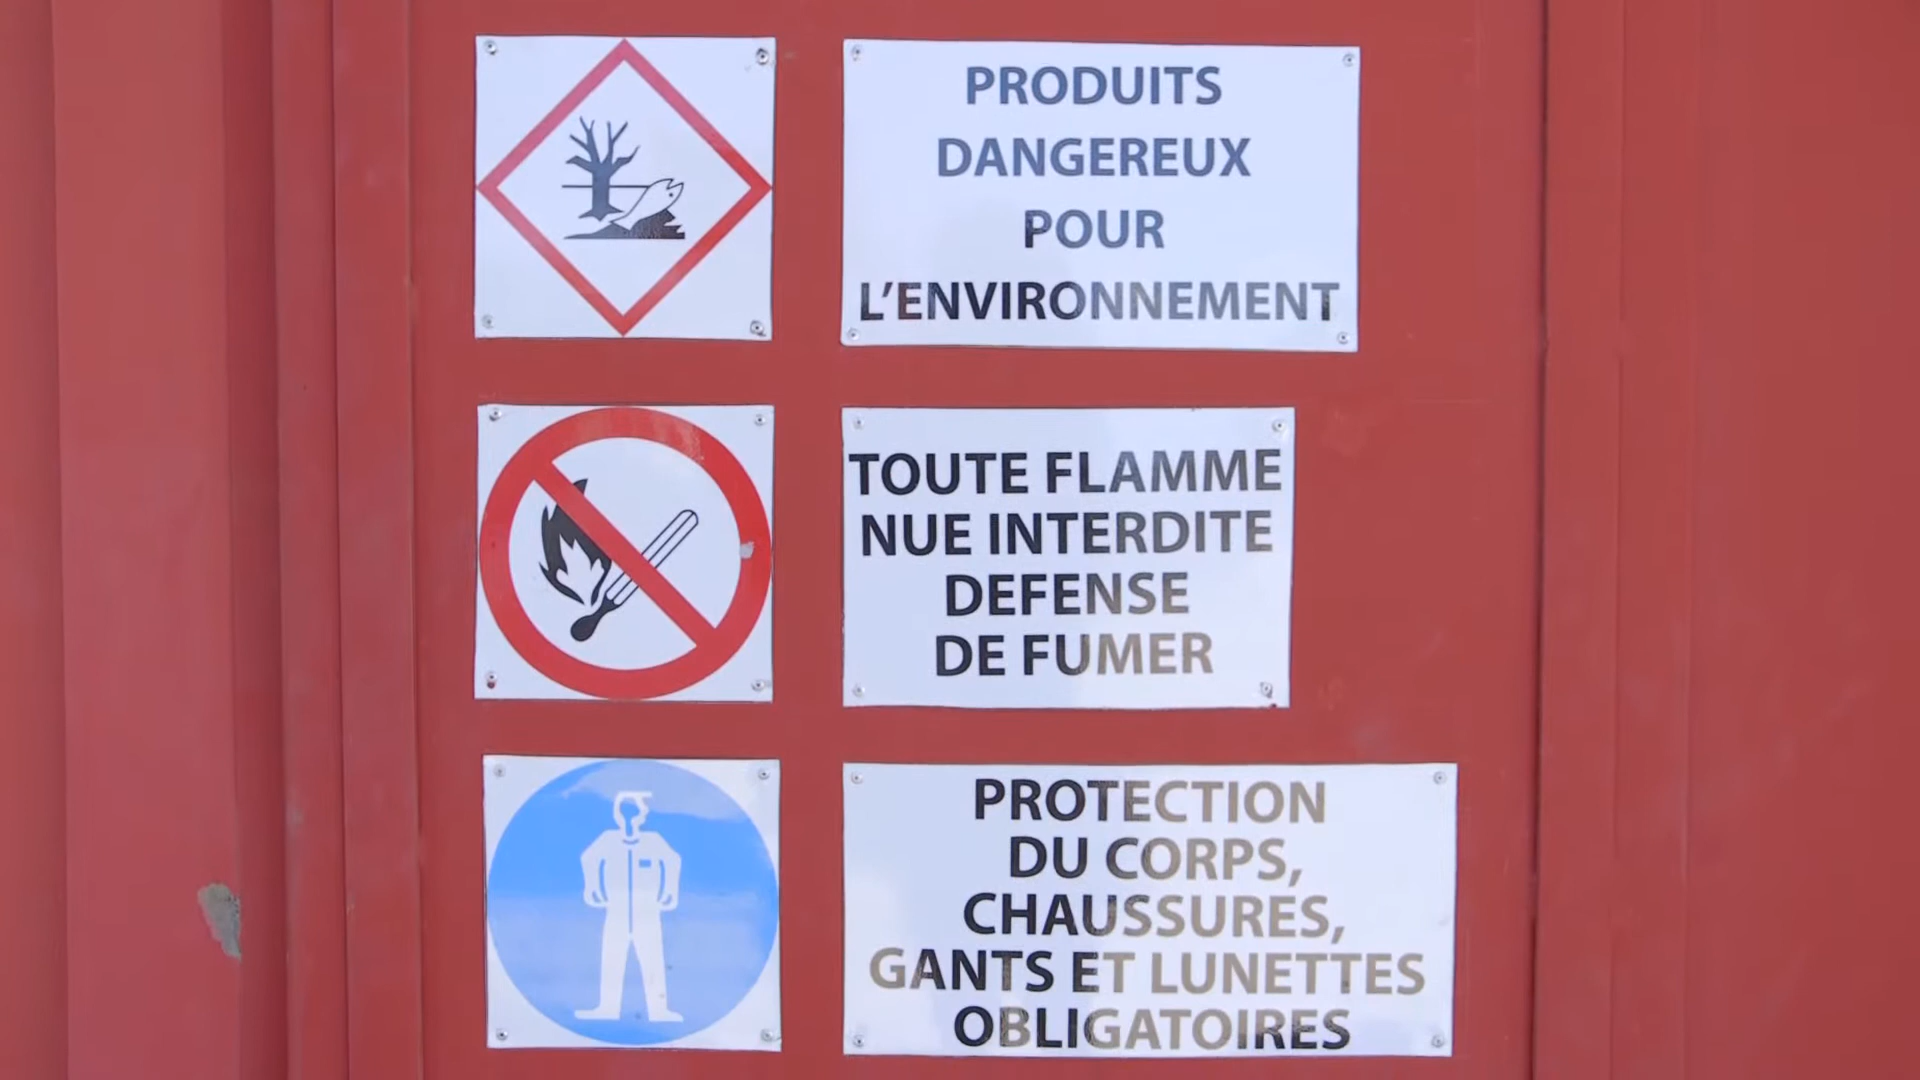 PRODUITS
DANGEREUX
POUR
L'ENVIRONNEMENT
TOUTE FLAMME
NUE INTERDITE
DEFENSE
DE FUMER
PROTECTION
DU CORPS,
CHAUSSURES,
GANTS ET LUNETTES
OBLIGATOIRES